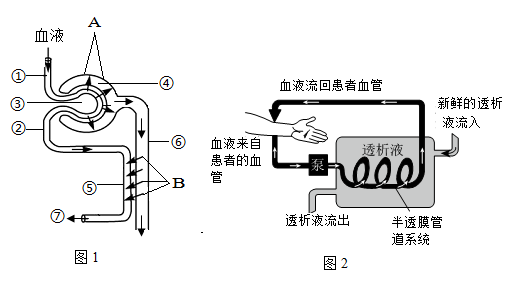 A
血液
①
④
③
②
⑥
⑤
B
⑦
图1
血液流回患者血管
新鲜的透析
液流入
血液来自
患者的血
管
泵
透析液
透析液流出
半透膜管
道系统
图2